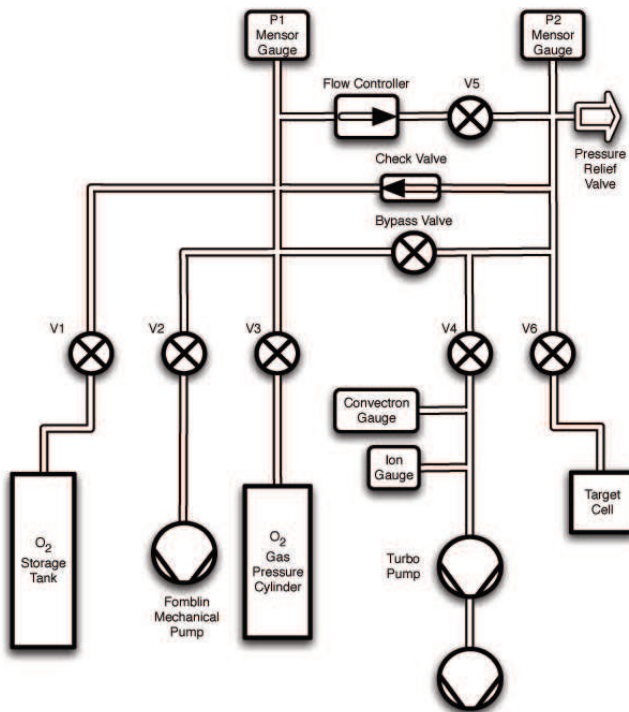 P1
Mensor
Gauge
P2
Mensor
Gauge
Flow Controller
V5
Pressure
Relief
Valve
Check Valve
Bypass Valve
V1
V2
V3
V4
V6
Convectron
Gauge
Ion
Gauge
O2
Storage
Tank
Fomblin
Mechanical
Pump
O2
Gas
Pressure
Cylinder
Turbo
Pump
Target
Cell